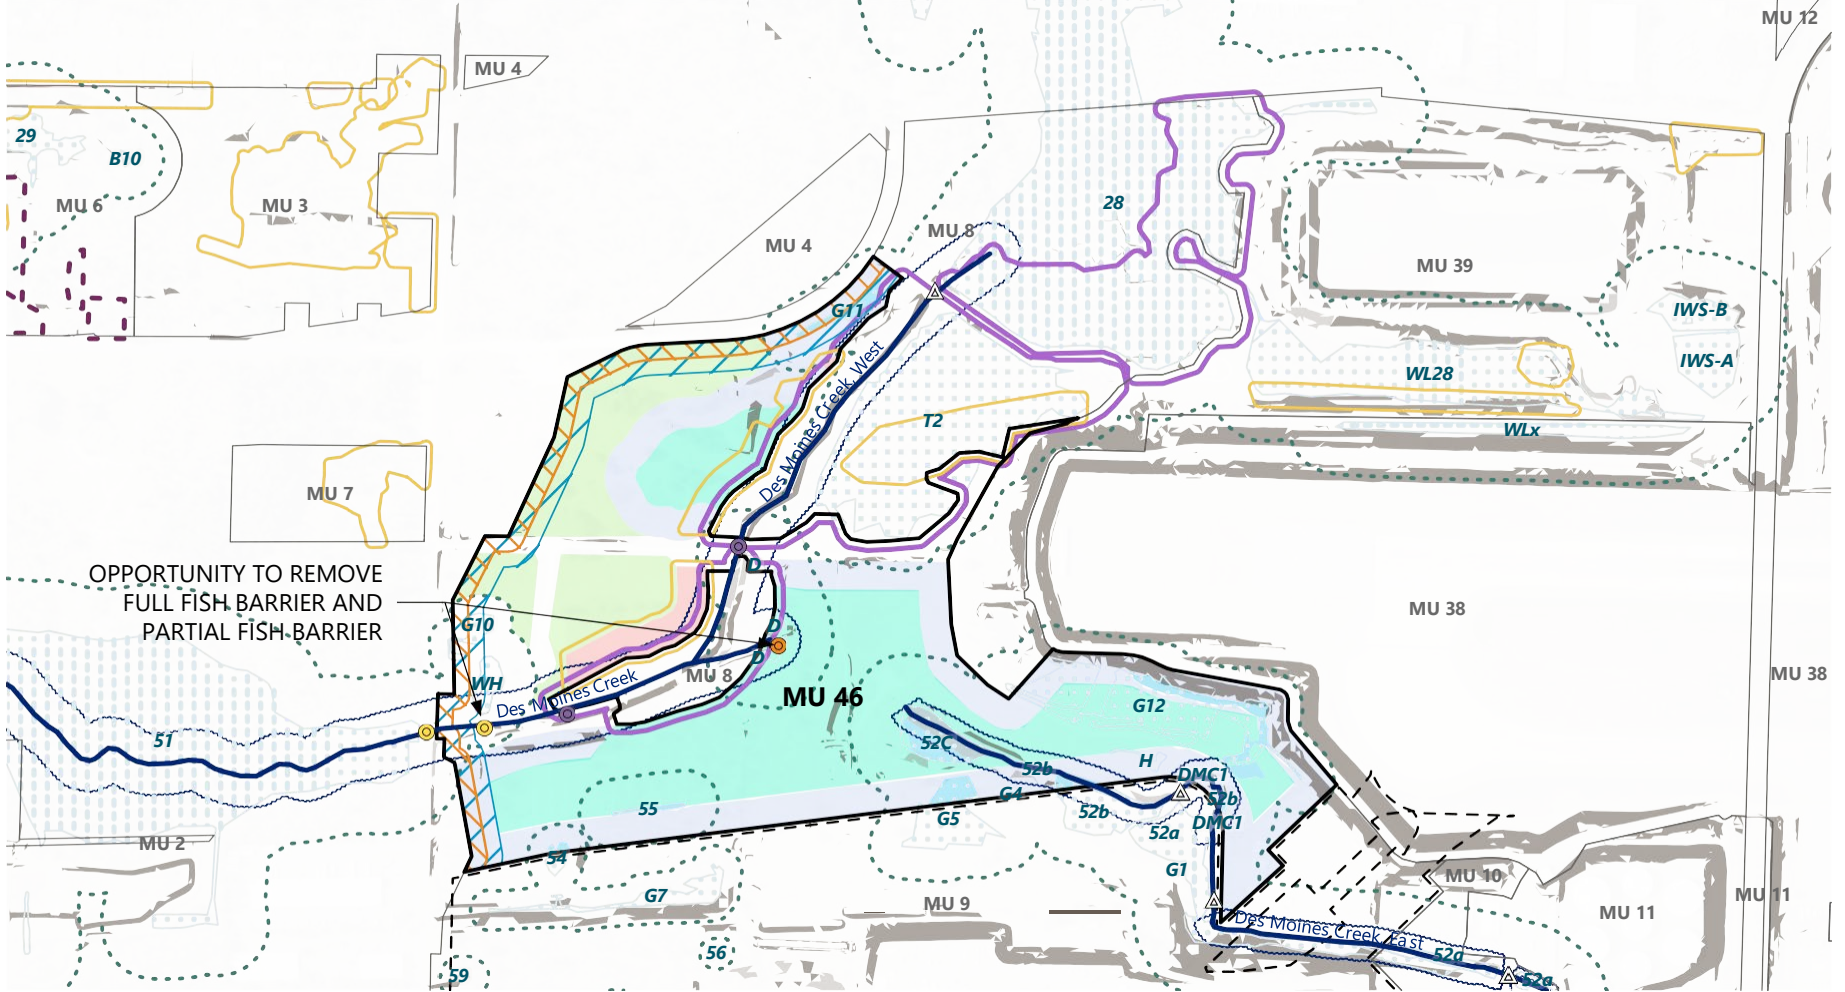 MU 12
MU 4
29
B10
MU 6
MU 3
28
MU 8
MU 4
MU 39
G11
IWS-B
IWS-A
WL28
Des Moines Creek West
T2
WLx
MU 7
D
OPPORTUNITY TO REMOVE
FULL FISH BARRIER AND
PARTIAL FISH BARRIER
G10
D
D
MU 38
MU 38
WH
Des Moines Creek
MU 8
MU 46
G12
51
52C
52b
H
DMC1
G4
52b
55
G5
52b
52a
DMC1
MU 2
54
G1
MU 10
G7
MU 9
MU 11
MU 11
Des Moines Creek East
56
52a
59
52a